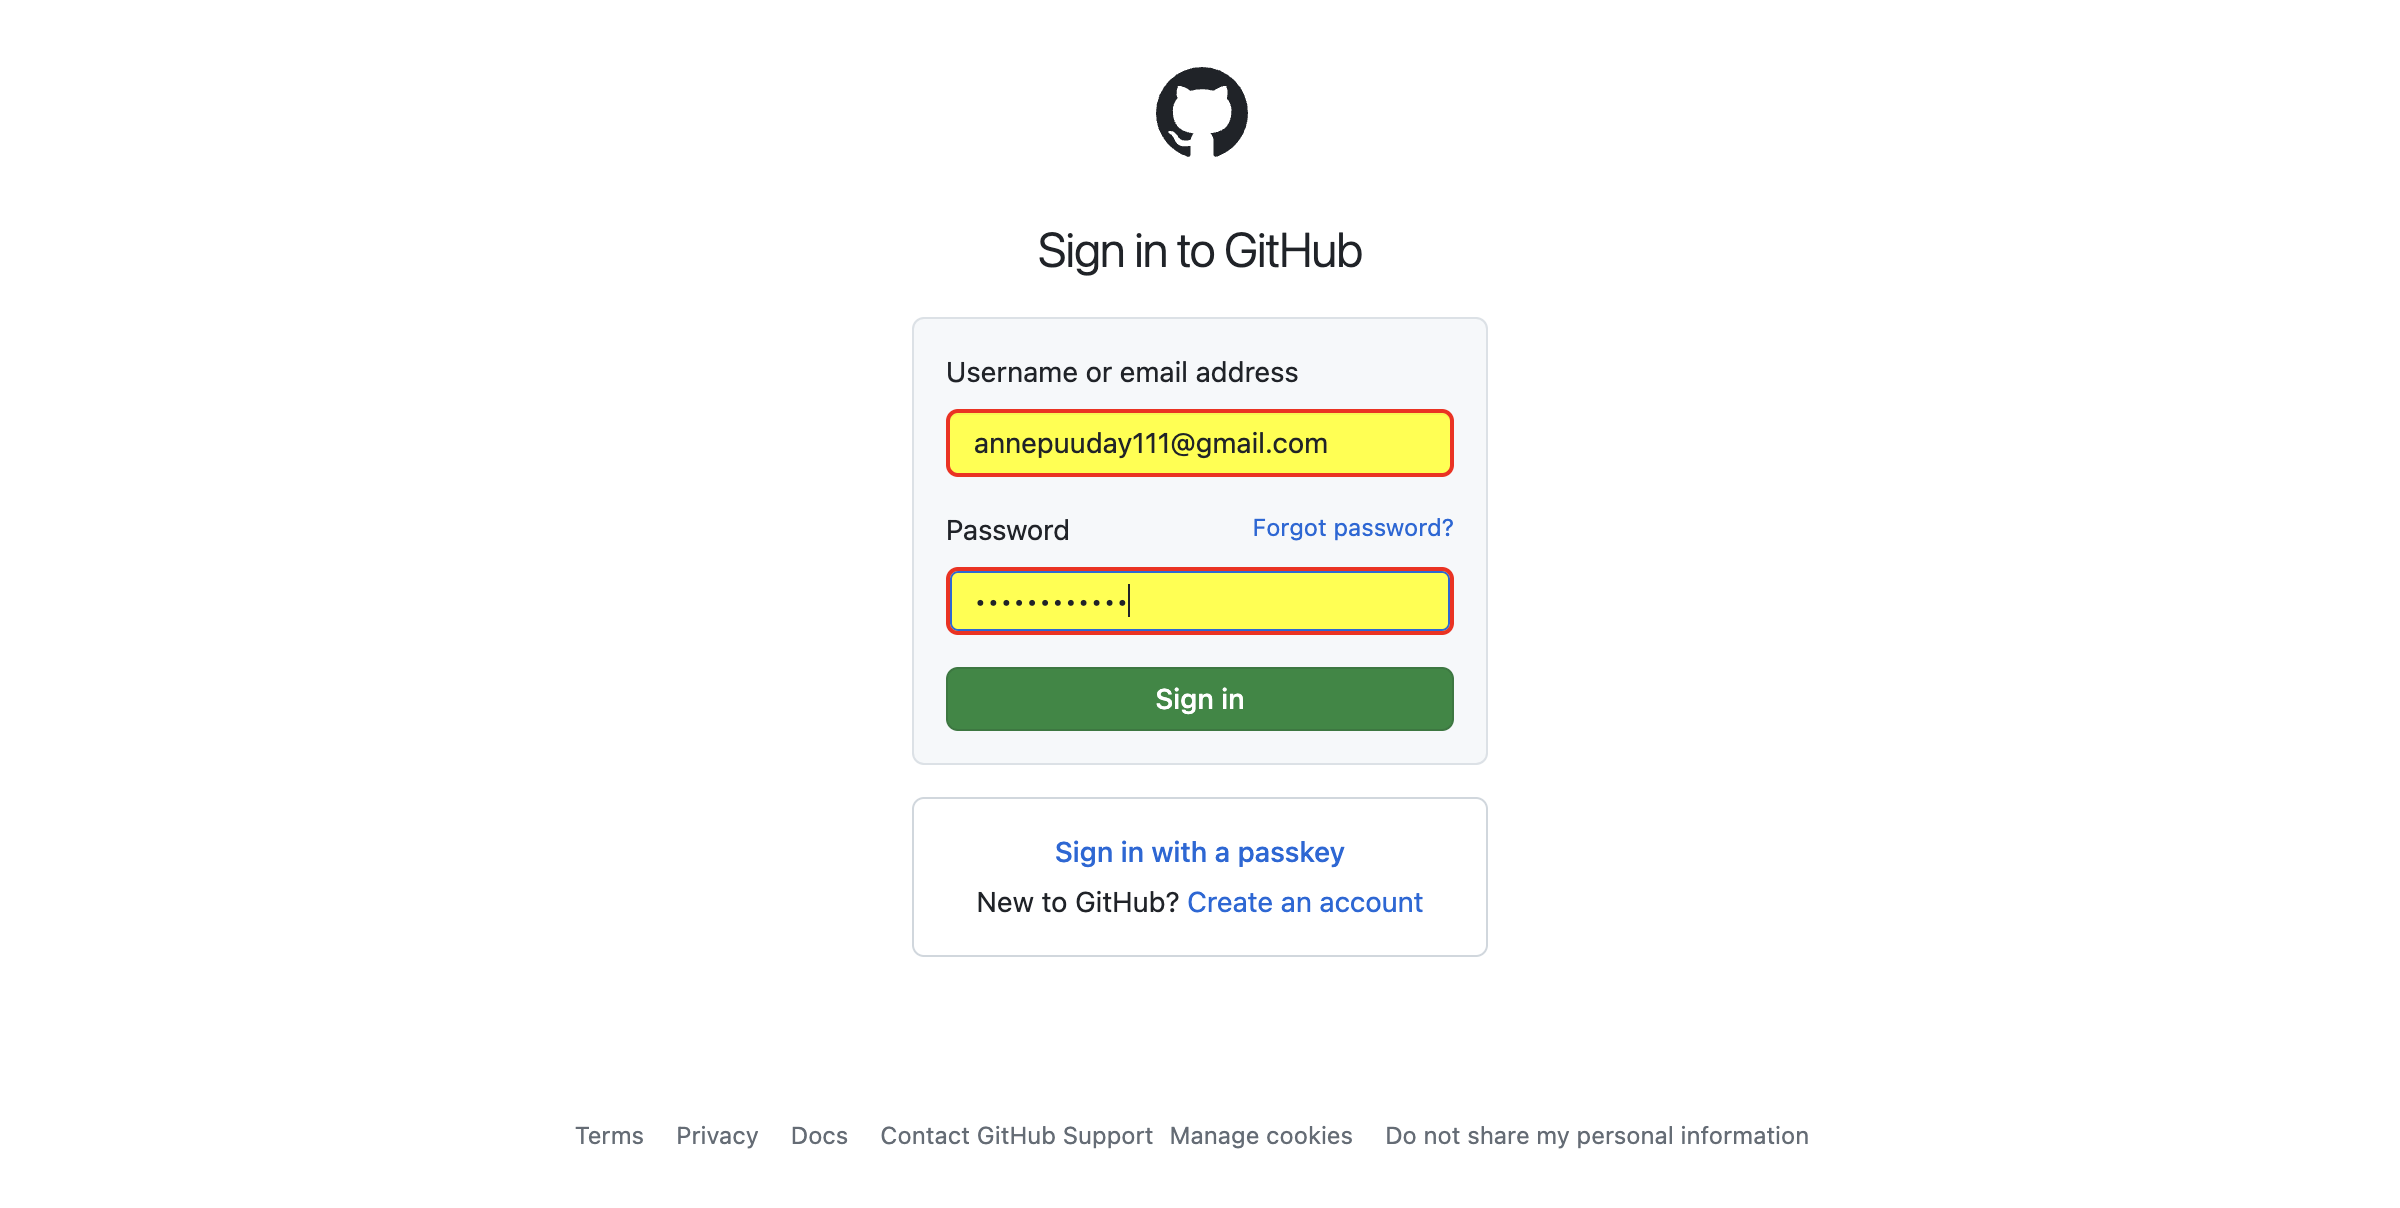 Sign in to GitHub
Username or email address
annepuuday111@gmail.com
Password Forgot password?
••••••••••••
Sign in
Sign in with a passkey
New to GitHub? Create an account
Terms Privacy Docs Contact GitHub Support Manage cookies Do not share my personal information